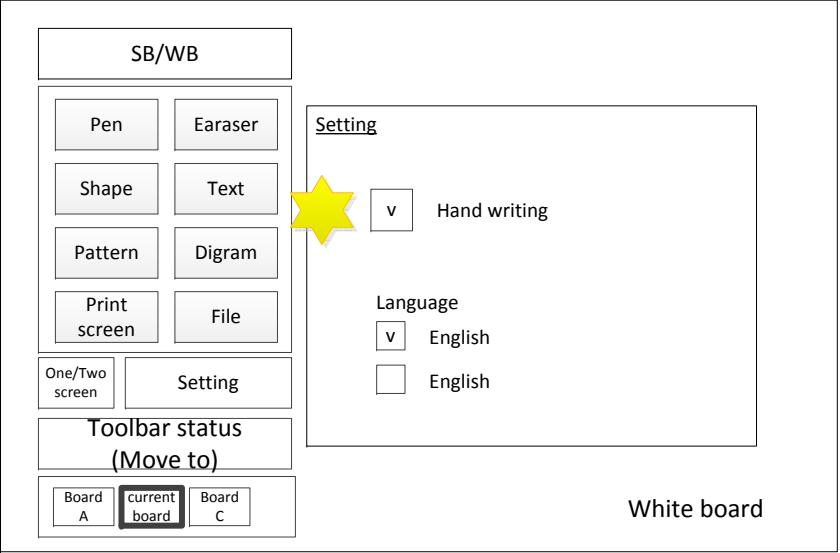 SB/WB
Pen
Earaser
Shape
Text
Pattern
Digram
Print
screen
File
One/Two
screen
Setting
Toolbar status
(Move to)
Board
A
current
board
Board
C
Setting
v
Hand writing
Language
v
English
English
White board